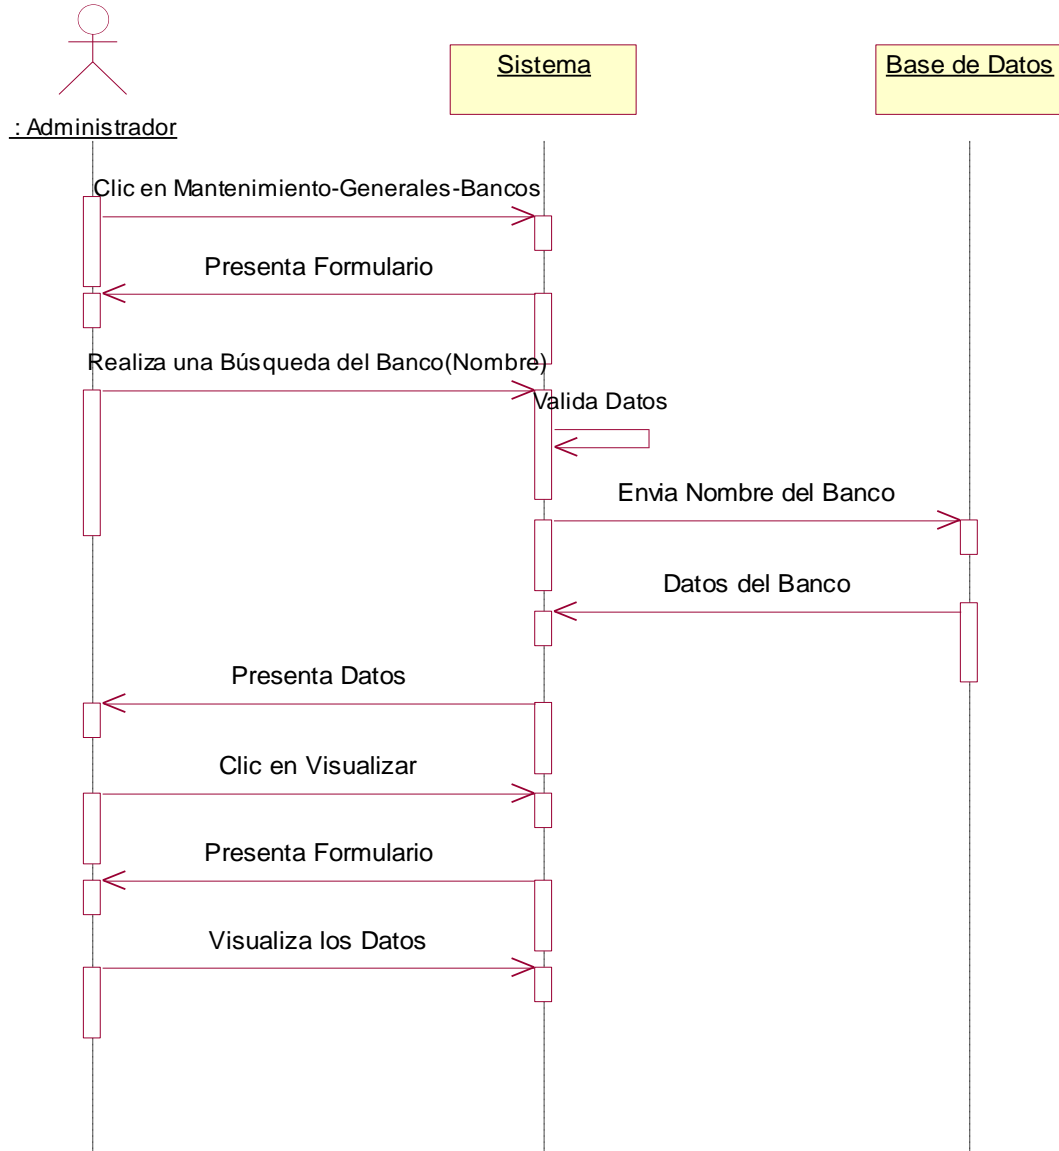 Sistema
Base de Datos
: Administrador
Clic en Mantenimiento-Generales-Bancos
Presenta Formulario
Realiza una Búsqueda del Banco(Nombre)
Valida Datos
Envia Nombre del Banco
Datos del Banco
Presenta Datos
Clic en Visualizar
Presenta Formulario
Visualiza los Datos